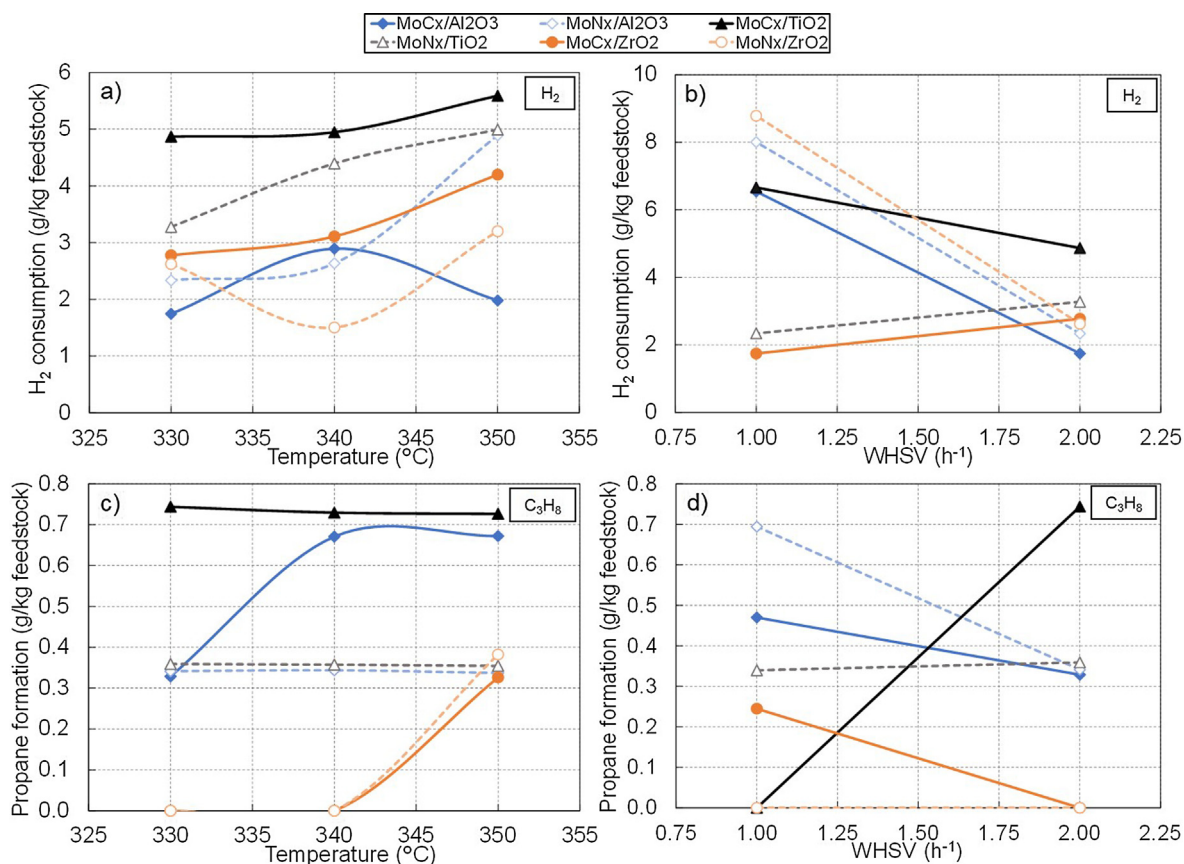 MoCx/Al2O3 MoNx/Al2O3 MoCx/TiO2
MoNx/TiO2 MoCx/ZrO2 MoNx/ZrO2
a)
H2
H2 consumption (g/kg feedstock)
6
5
4
3
2
1
0
325 330 335 340 345 350 355
Temperature (°C)
b)
H2
H2 consumption (g/kg feedstock)
10
8
6
4
2
0
0.75 1.00 1.25 1.50 1.75 2.00 2.25
WHSV (h-1)
c)
C3H8
Propane formation (g/kg feedstock)
0.8
0.7
0.6
0.5
0.4
0.3
0.2
0.1
0.0
325 330 335 340 345 350 355
Temperature (°C)
d)
C3H8
Propane formation (g/kg feedstock)
0.8
0.7
0.6
0.5
0.4
0.3
0.2
0.1
0.0
0.75 1.00 1.25 1.50 1.75 2.00 2.25
WHSV (h-1)